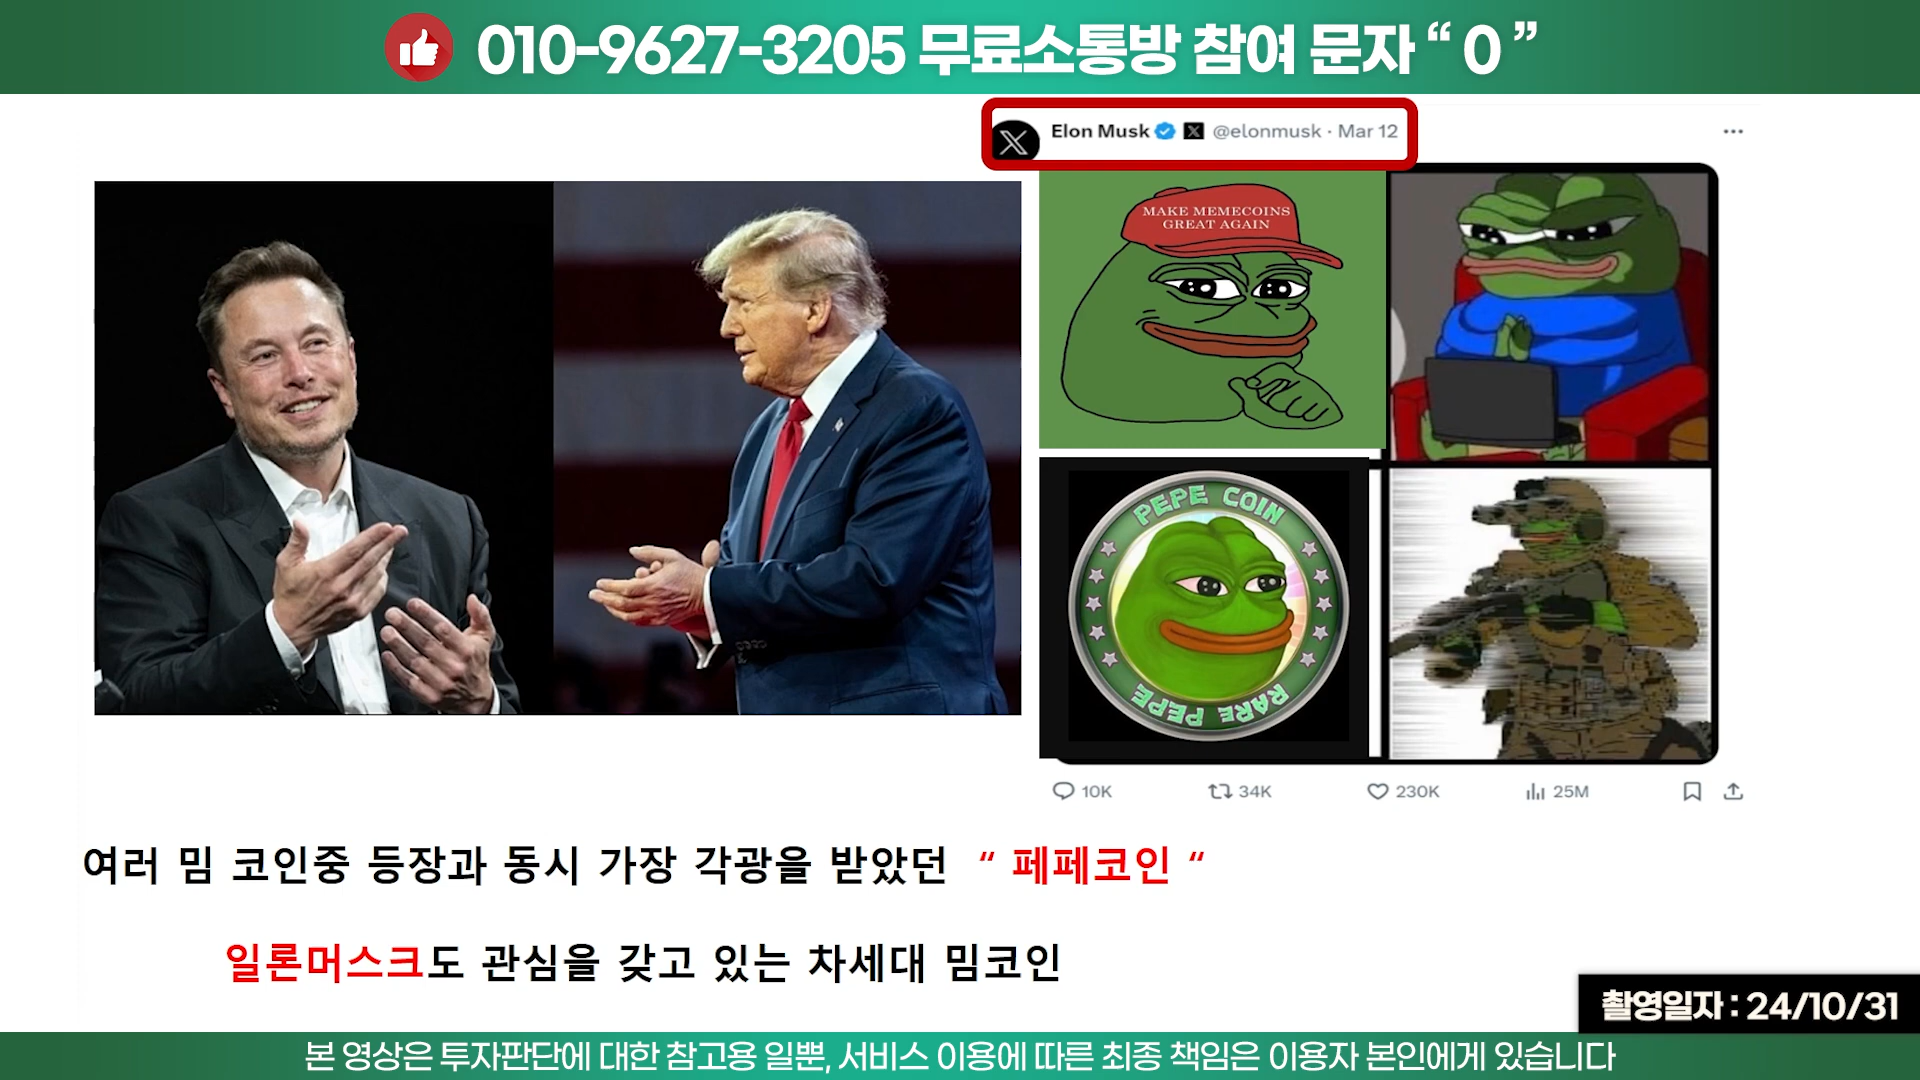 010-9627-3205 무료소통방 참여 문자 “ 0 ”
Elon Musk @elonmusk · Mar 12
MAKE MEMECOINS
GREAT AGAIN
PEPE COIN
RARE PEPE
10K 34K 230K 25M
여러 밈 코인중 등장과 동시 가장 각광을 받았던 “ 페페코인 “
일론머스크도 관심을 갖고 있는 차세대 밈코인
촬영일자 : 24/10/31
본 영상은 투자판단에 대한 참고용 일뿐, 서비스 이용에 따른 최종 책임은 이용자 본인에게 있습니다